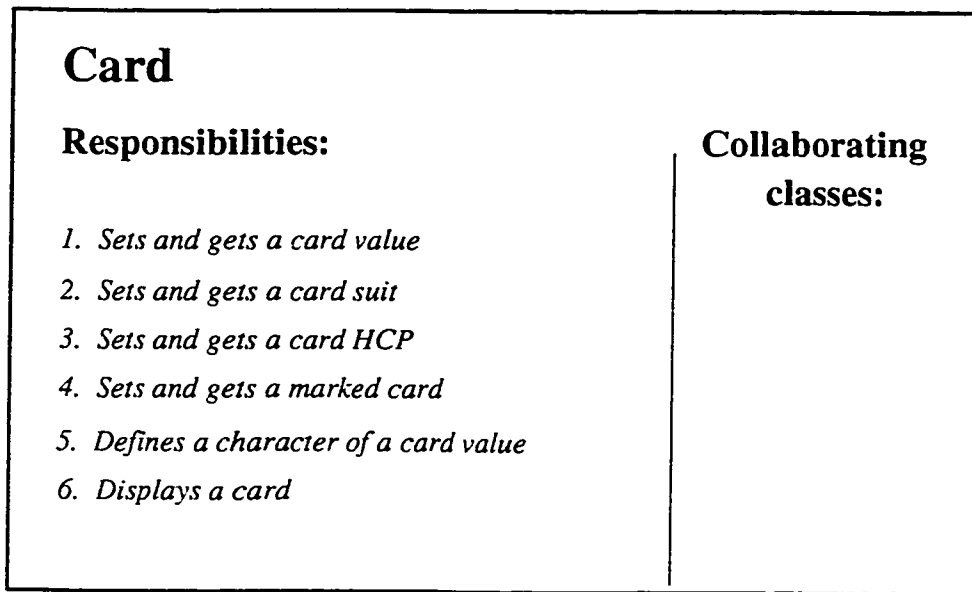 Card
Responsibilities:
Collaborating
classes:
1. Sets and gets a card value
2. Sets and gets a card suit
3. Sets and gets a card HCP
4. Sets and gets a marked card
5. Defines a character of a card value
6. Displays a card